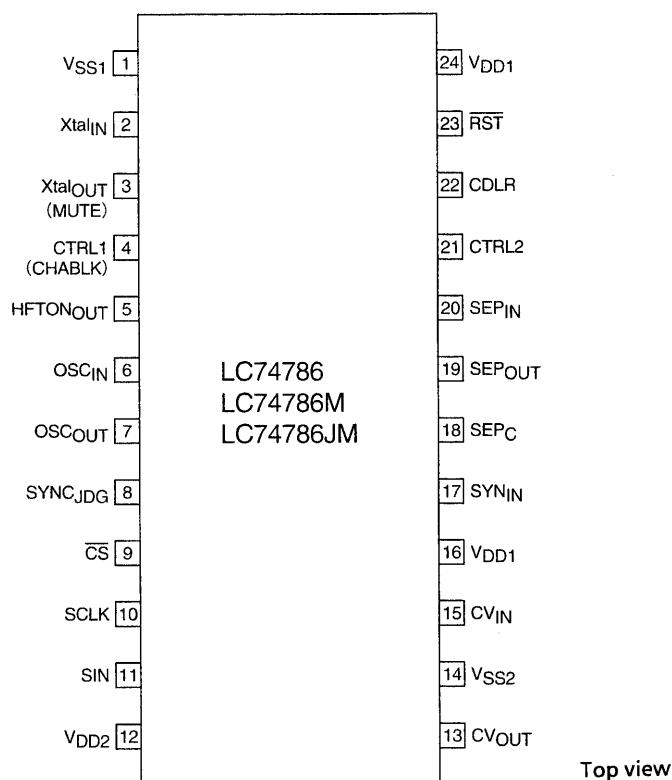 VSS1 1
XtalIN 2
XtalOUT 3
(MUTE)
CTRL1 4
(CHABLK)
HFTONOUT 5
OSCIN 6
OSCOUT 7
SYNCJDG 8
C̅S̅ 9
SCLK 10
SIN 11
VDD2 12
LC74786
LC74786M
LC74786JM
24 VDD1
23 R̅S̅T̅
22 CDLR
21 CTRL2
20 SEPIN
19 SEPOUT
18 SEPC
17 SYNIN
16 VDD1
15 CVIN
14 VSS2
13 CVOUT
Top view